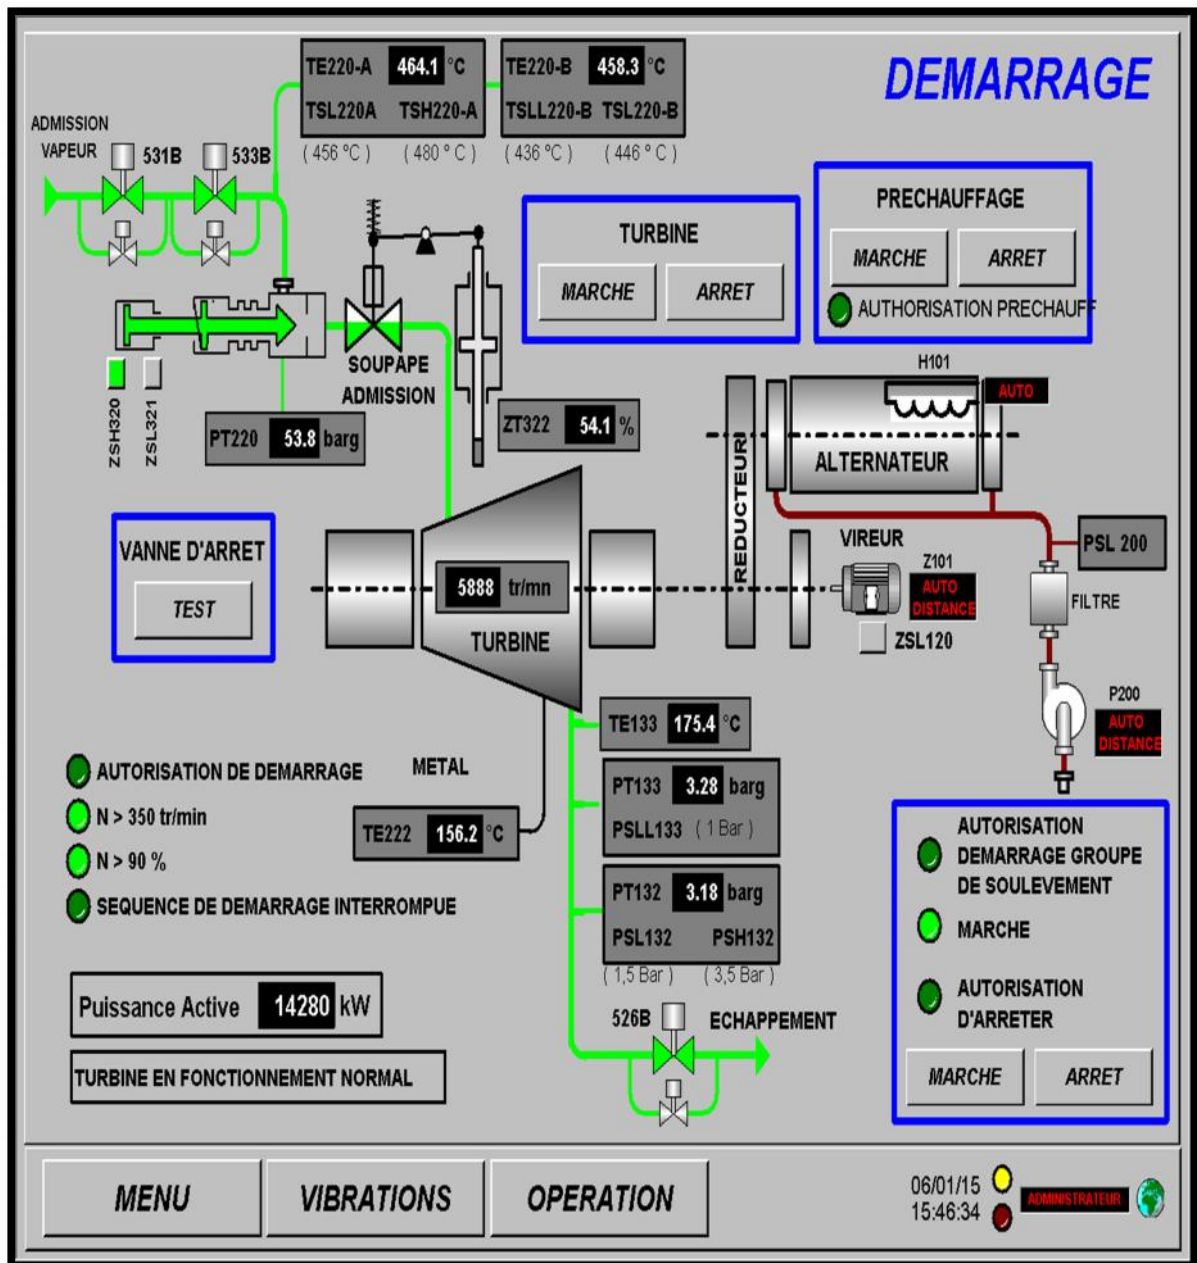 DEMARRAGE
TE220-A 464.1 °C
TSL220A TSH220-A
( 456 °C ) ( 480 ° C )
TE220-B 458.3 °C
TSLL220-B TSL220-B
( 436 °C ) ( 446 °C )
ADMISSION
VAPEUR
531B
533B
TURBINE
MARCHE ARRET
PRECHAUFFAGE
MARCHE ARRET
AUTHORISATION PRECHAUFF
ZSH320
ZSL321
SOUPAPE
ADMISSION
PT220 53.8 barg
ZT322 54.1 %
H101
AUTO
ALTERNATEUR
REDUCTEUR
VANNE D'ARRET
TEST
5888 tr/mn
TURBINE
VIREUR
Z101
AUTO
DISTANCE
ZSL120
PSL 200
FILTRE
P200
AUTO
DISTANCE
TE133 175.4 °C
PT133 3.28 barg
PSLL133 ( 1 Bar )
PT132 3.18 barg
PSL132 PSH132
( 1,5 Bar ) ( 3,5 Bar )
METAL
TE222 156.2 °C
AUTORISATION DE DEMARRAGE
N > 350 tr/min
N > 90 %
SEQUENCE DE DEMARRAGE INTERROMPUE
Puissance Active 14280 kW
TURBINE EN FONCTIONNEMENT NORMAL
526B
ECHAPPEMENT
AUTORISATION
DEMARRAGE GROUPE
DE SOULEVEMENT
MARCHE
AUTORISATION
D'ARRETER
MARCHE ARRET
MENU VIBRATIONS OPERATION
06/01/15
15:46:34
ADMINISTRATEUR